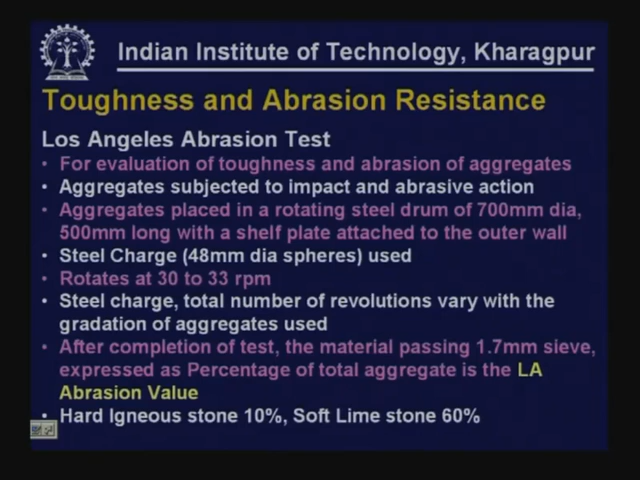 Indian Institute of Technology, Kharagpur
Toughness and Abrasion Resistance
Los Angeles Abrasion Test
• For evaluation of toughness and abrasion of aggregates
• Aggregates subjected to impact and abrasive action
• Aggregates placed in a rotating steel drum of 700mm dia,
500mm long with a shelf plate attached to the outer wall
• Steel Charge (48mm dia spheres) used
• Rotates at 30 to 33 rpm
• Steel charge, total number of revolutions vary with the
gradation of aggregates used
• After completion of test, the material passing 1.7mm sieve,
expressed as Percentage of total aggregate is the LA
Abrasion Value
• Hard Igneous stone 10%, Soft Lime stone 60%